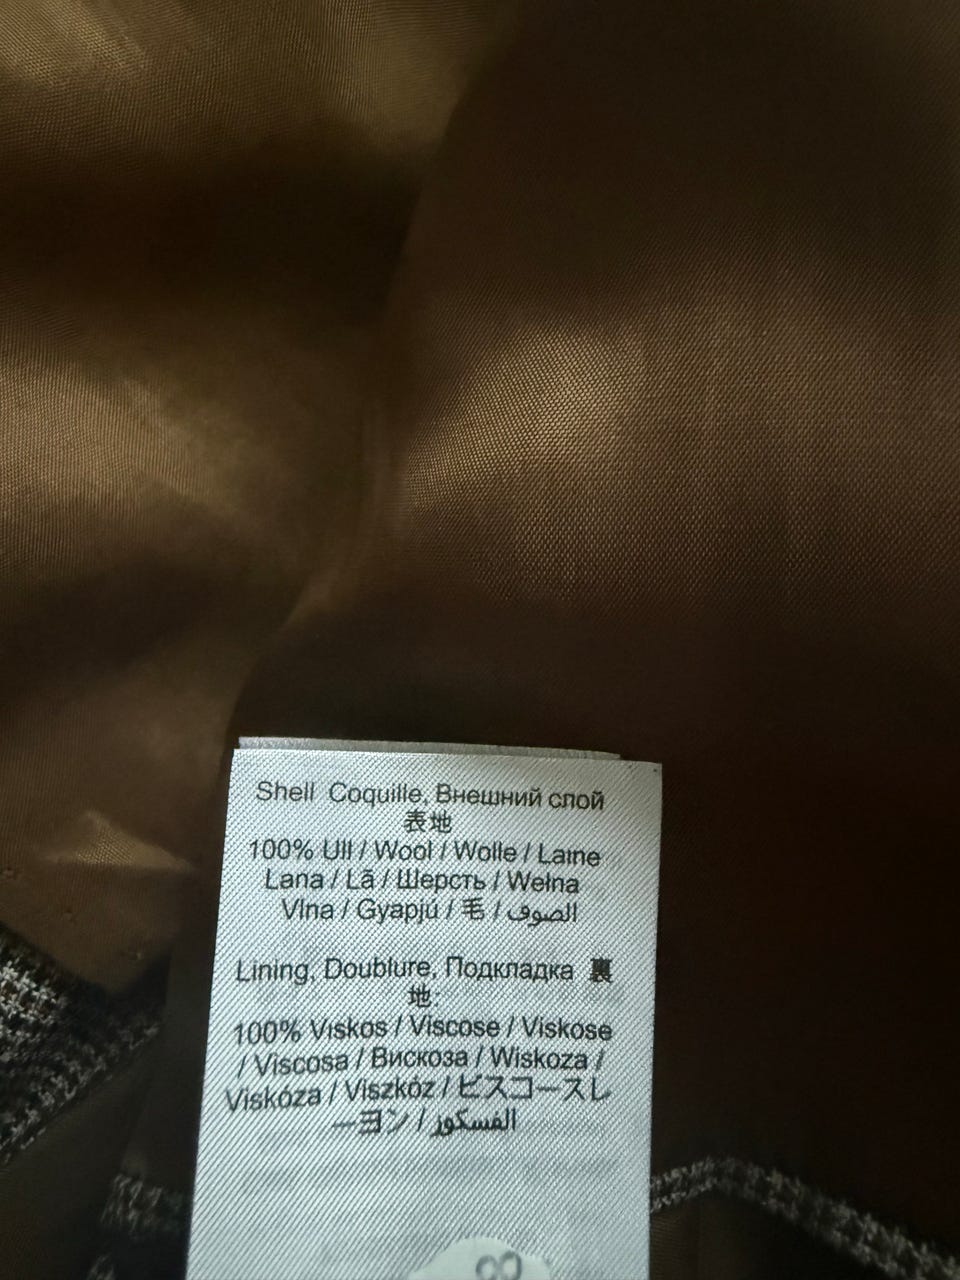 Shell Coquille, Внешний слой
表地
100% Ull / Wool / Wolle / Laine
Lana / Lã / Шерсть / Wełna
Vlna / Gyapjú / 毛 / الصوف
Lining, Doublure, Подкладка 裏
地:
100% Viskos / Viscose / Viskose
/ Viscosa / Вискоза / Wiskoza /
Viskóza / Viszkóz / ビスコースレ
ーヨン / الفسكوز
8